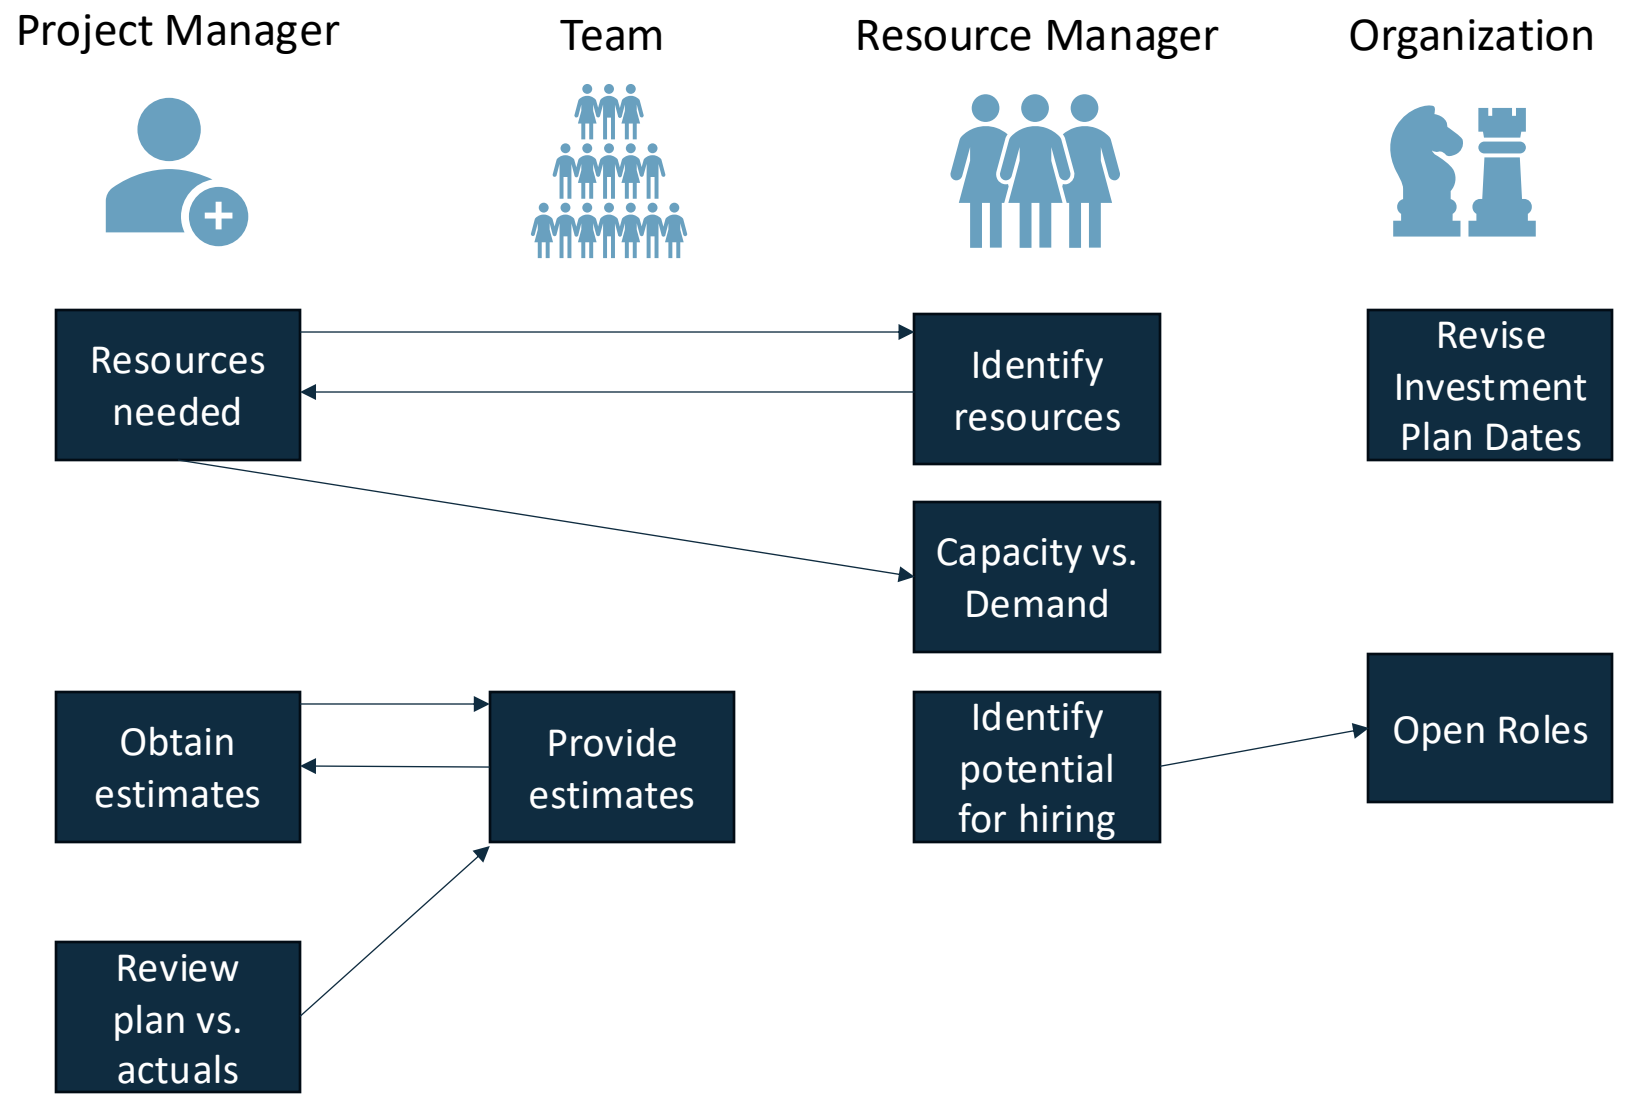 Project Manager
Team
Resource Manager
Organization
Resources
needed
Identify
resources
Revise
Investment
Plan Dates
Capacity vs.
Demand
Obtain
estimates
Provide
estimates
Identify
potential
for hiring
Open Roles
Review
plan vs.
actuals